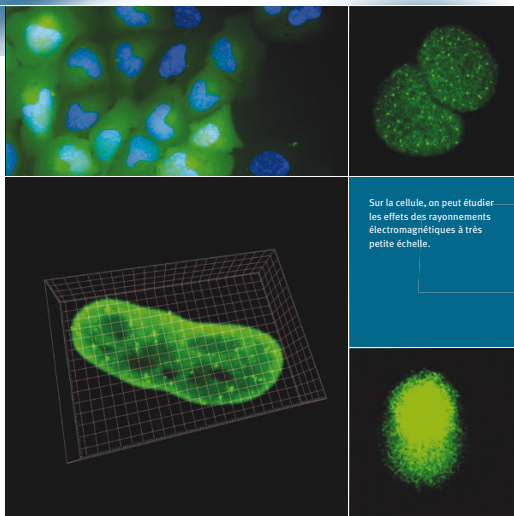 Sur la cellule, on peut étudier
les effets des rayonnements
électromagnétiques à très
petite échelle.